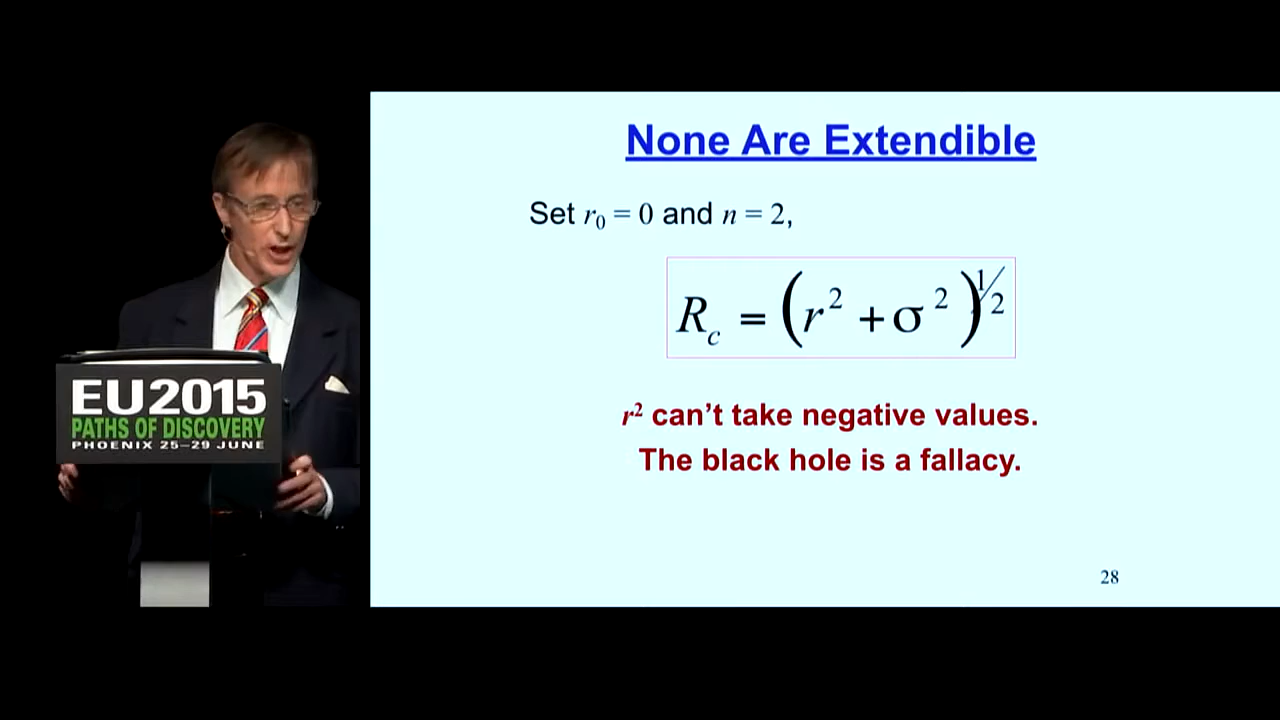 None Are Extendible
Set r₀ = 0 and n = 2,
R_c = (r² + σ²)^½
r² can’t take negative values.
The black hole is a fallacy.
28
EU2015
PATHS OF DISCOVERY
PHOENIX 25–29 JUNE